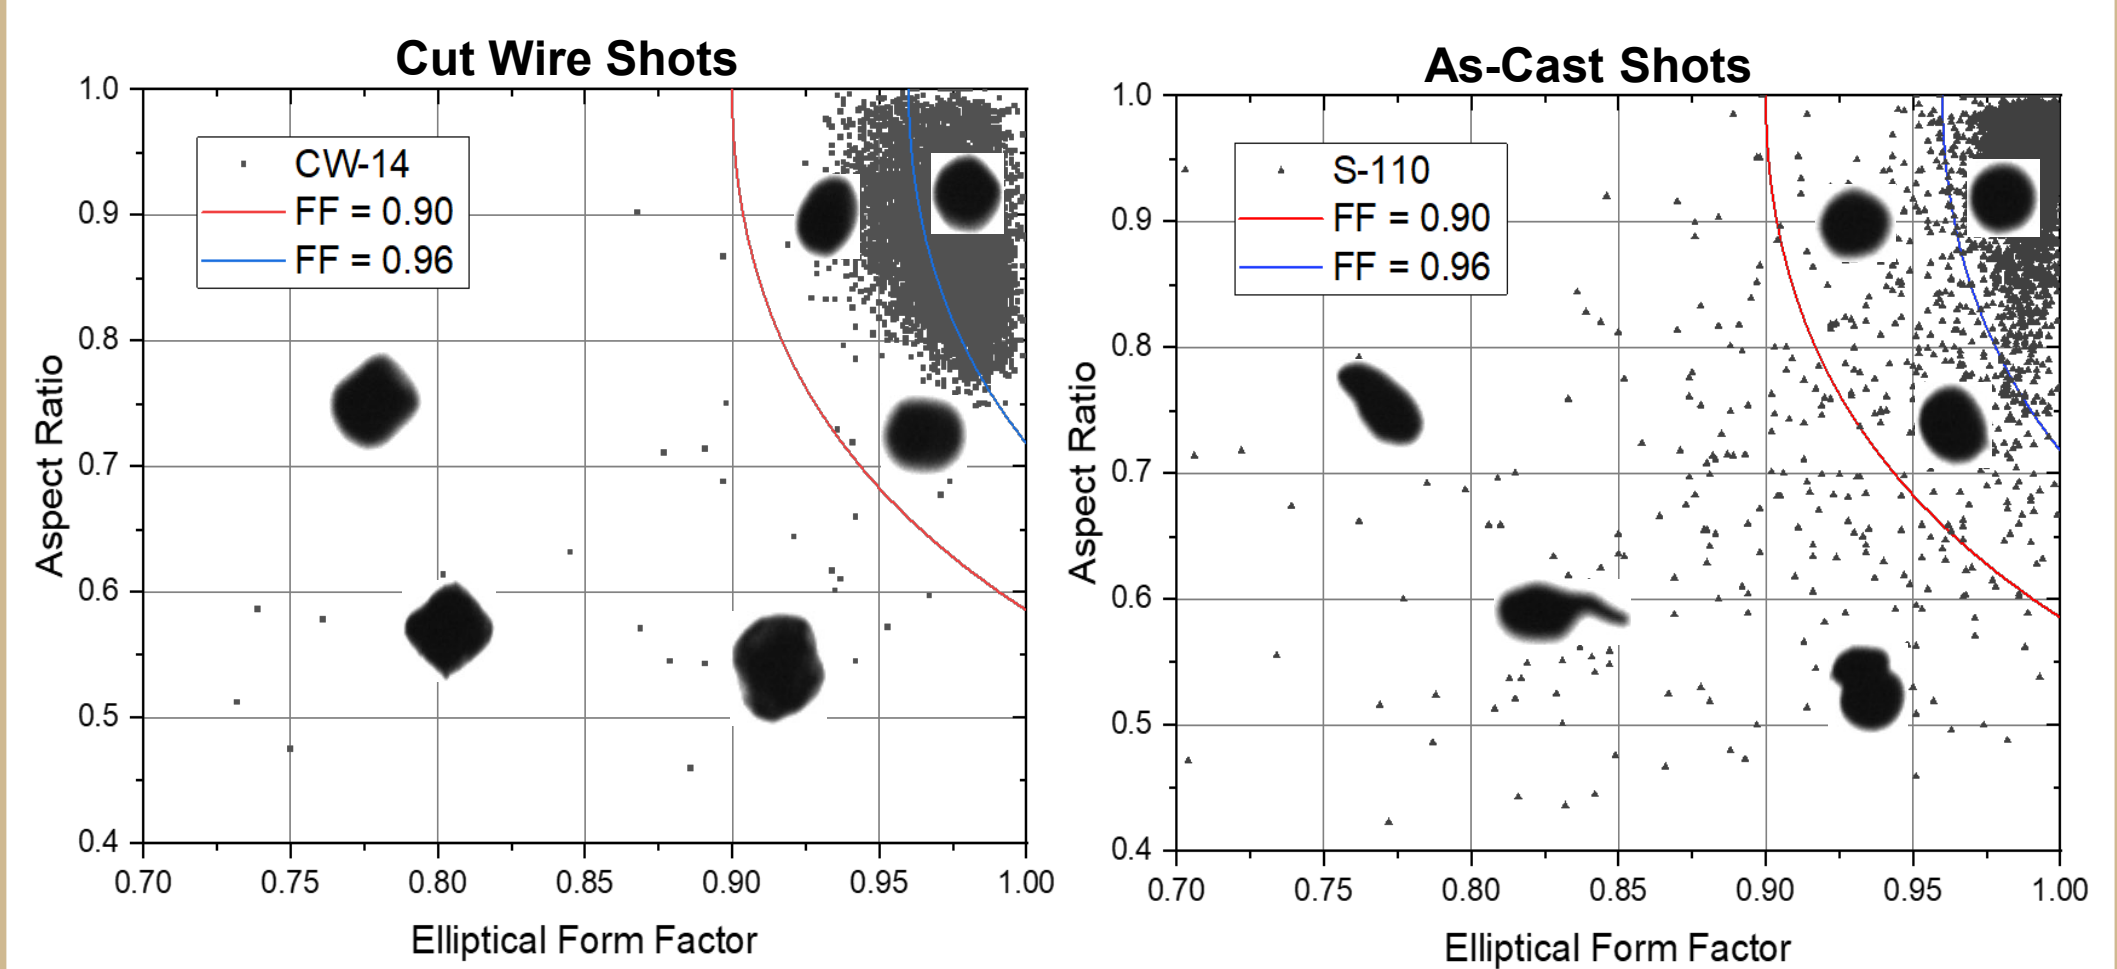 Cut Wire Shots
1.0
0.9
0.8
0.7
0.6
0.5
0.4
Aspect Ratio
CW-14
FF = 0.90
FF = 0.96
0.70
0.75
0.80
0.85
0.90
0.95
1.00
Elliptical Form Factor
As-Cast Shots
1.0
0.9
0.8
0.7
0.6
0.5
0.4
Aspect Ratio
S-110
FF = 0.90
FF = 0.96
0.70
0.75
0.80
0.85
0.90
0.95
1.00
Elliptical Form Factor